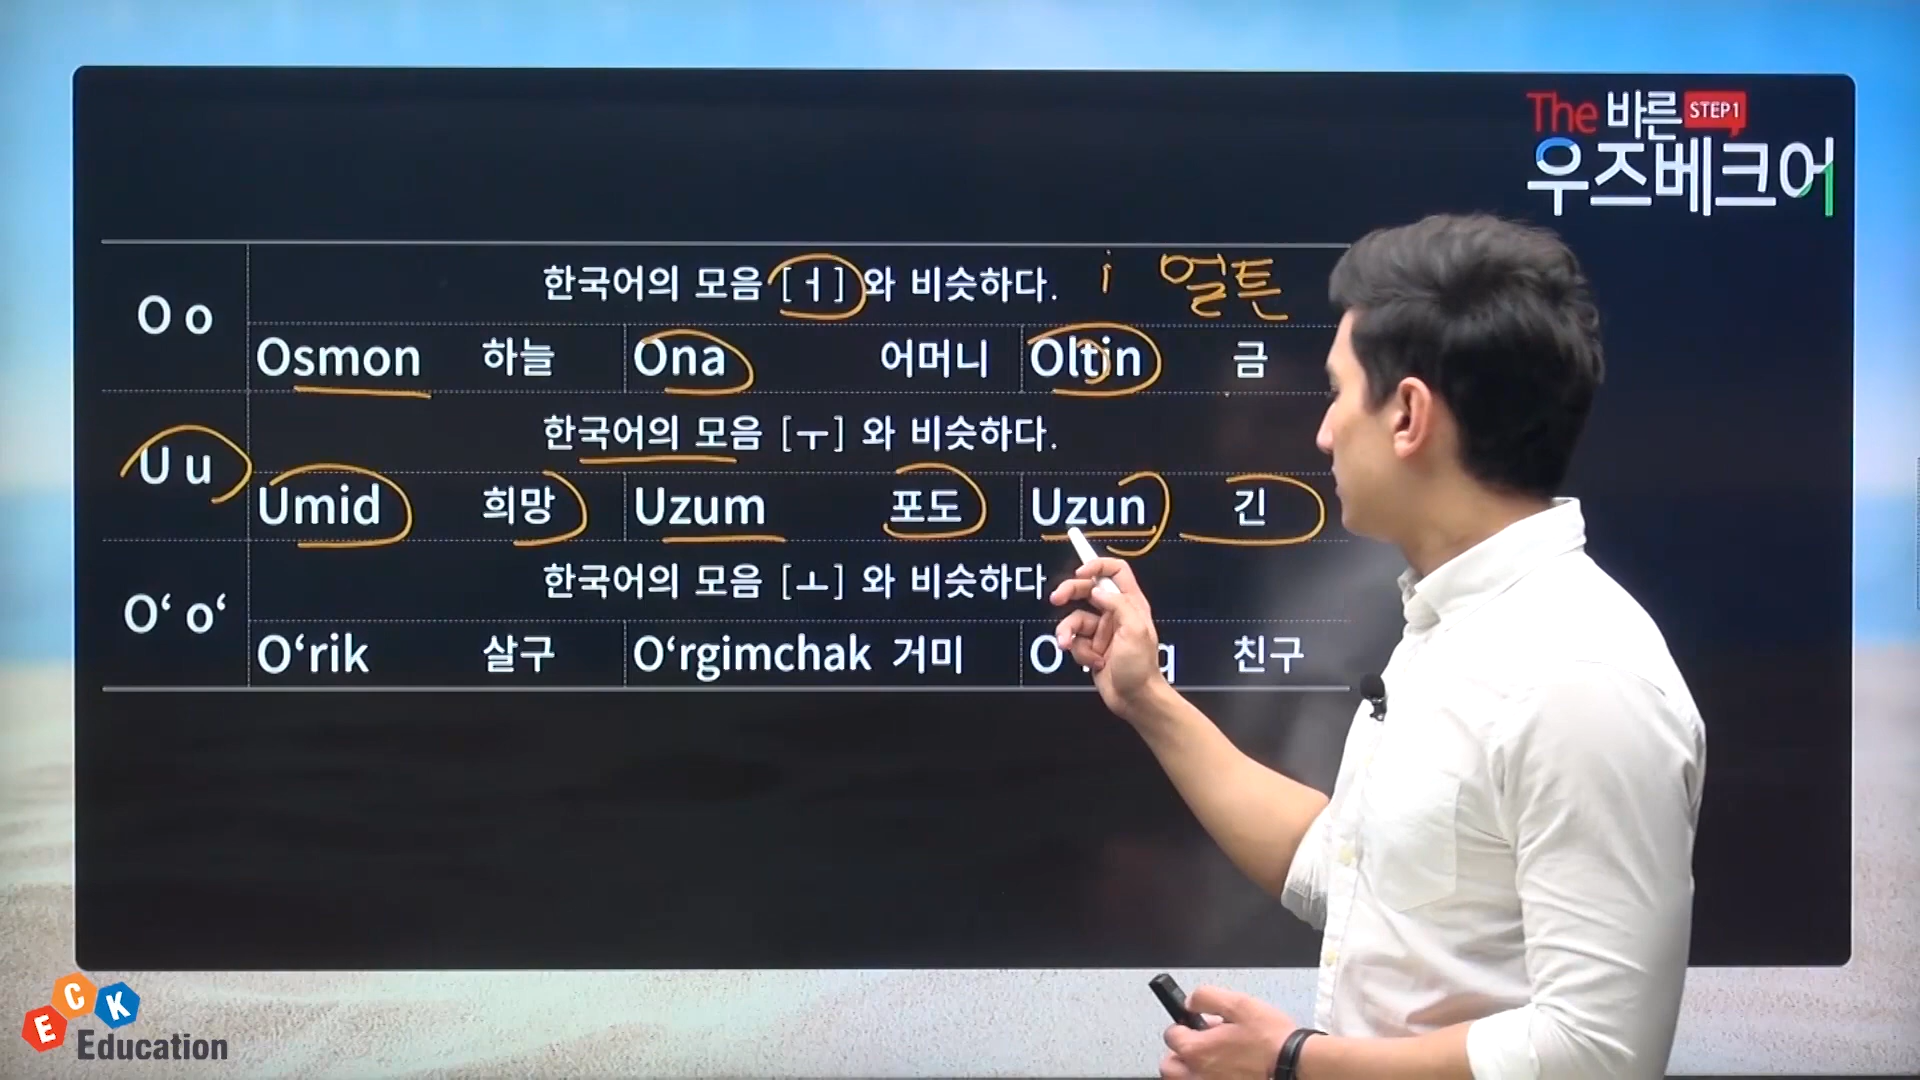 The 바른 STEP1
우즈베크어
O o
한국어의 모음 [ㅓ] 와 비슷하다. i 얼튼
Osmon 하늘 Ona 어머니 Oltin 금
U u
한국어의 모음 [ㅜ] 와 비슷하다.
Umid 희망 Uzum 포도 Uzun 긴
O‘ o‘
한국어의 모음 [ㅗ] 와 비슷하다
O‘rik 살구 O‘rgimchak 거미 친구
ECK
Education